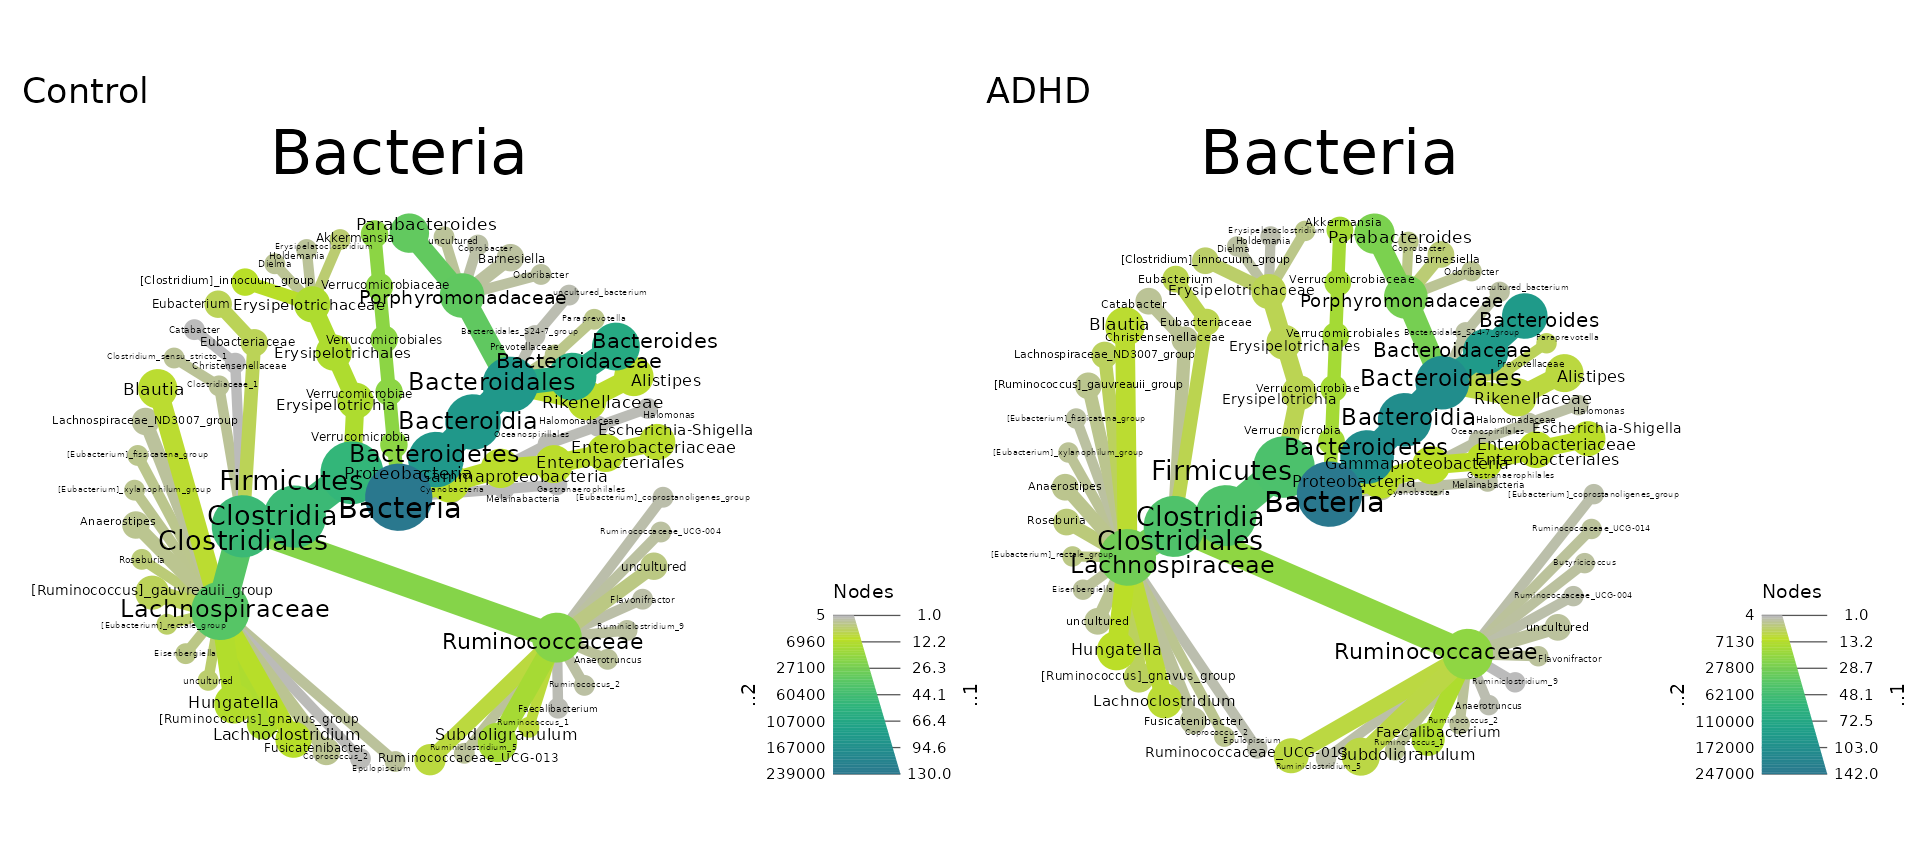 Control
Bacteria
Parabacteroides
Akkermansia
uncultured
Erysipelatoclostridium
Coprobacter
Holdemania
Barnesiella
Dielma
Odoribacter
[Clostridium]_innocuum_group
Verrucomicrobiaceae
uncultured_bacterium
Porphyromonadaceae
Eubacterium
Erysipelotrichaceae
Paraprevotella
Catabacter
Bacteroidales_S24-7_group
Eubacteriaceae
Verrucomicrobiales
Bacteroides
Prevotellaceae
Erysipelotrichales
Clostridium_sensu_stricto_1
Bacteroidaceae
Christensenellaceae
Bacteroidales
Alistipes
Clostridiaceae_1
Blautia
Verrucomicrobiae
Rikenellaceae
Erysipelotrichia
Halomonas
Lachnospiraceae_ND3007_group
Bacteroidia
Halomonadaceae
Escherichia-Shigella
Verrucomicrobia
Oceanospirillales
Enterobacteriaceae
[Eubacterium]_fissicatena_group
Bacteroidetes
Enterobacteriales
Proteobacteria
Gammaproteobacteria
Firmicutes
[Eubacterium]_xylanophilum_group
Cyanobacteria
Gastranaerophilales
Melainabacteria
[Eubacterium]_coprostanoligenes_group
Bacteria
Clostridia
Anaerostipes
Ruminococcaceae_UCG-004
Clostridiales
Roseburia
uncultured
[Ruminococcus]_gauvreauii_group
Flavonifractor
Lachnospiraceae
[Eubacterium]_rectale_group
Ruminiclostridium_9
Ruminococcaceae
Eisenbergiella
Anaerotruncus
uncultured
Ruminococcus_2
Hungatella
Faecalibacterium
[Ruminococcus]_gnavus_group
Ruminococcus_1
Lachnoclostridium
Subdoligranulum
Fusicatenibacter
Ruminiclostridium_5
Coprococcus_2
Ruminococcaceae_UCG-013
Epulopiscium
Nodes
5 1.0
6960 12.2
27100 26.3
60400 44.1
107000 66.4
167000 94.6
239000 130.0
..2
..1
ADHD
Bacteria
Akkermansia
Erysipelatoclostridium
Parabacteroides
Holdemania
Coprobacter
Dielma
Barnesiella
[Clostridium]_innocuum_group
Odoribacter
Eubacterium
Verrucomicrobiaceae
Erysipelotrichaceae
uncultured_bacterium
Porphyromonadaceae
Catabacter
Bacteroides
Blautia
Eubacteriaceae
Verrucomicrobiales
Bacteroidales_S24-7_group
Christensenellaceae
Paraprevotella
Erysipelotrichales
Bacteroidaceae
Lachnospiraceae_ND3007_group
Prevotellaceae
Bacteroidales
Alistipes
[Ruminococcus]_gauvreauii_group
Verrucomicrobiae
Erysipelotrichia
Rikenellaceae
Halomonas
Bacteroidia
[Eubacterium]_fissicatena_group
Halomonadaceae
Verrucomicrobia
Oceanospirillales
Escherichia-Shigella
Bacteroidetes
Enterobacteriaceae
[Eubacterium]_xylanophilum_group
Gammaproteobacteria
Enterobacteriales
Firmicutes
Gastranaerophilales
Proteobacteria
Melainabacteria
Anaerostipes
Cyanobacteria
[Eubacterium]_coprostanoligenes_group
Bacteria
Clostridia
Roseburia
Ruminococcaceae_UCG-014
Clostridiales
[Eubacterium]_rectale_group
Lachnospiraceae
Butyricicoccus
Eisenbergiella
Ruminococcaceae_UCG-004
uncultured
uncultured
Hungatella
Ruminococcaceae
Flavonifractor
[Ruminococcus]_gnavus_group
Ruminiclostridium_9
Lachnoclostridium
Anaerotruncus
Fusicatenibacter
Ruminococcus_2
Coprococcus_2
Faecalibacterium
Epulopiscium
Ruminococcus_1
Ruminococcaceae_UCG-013
Subdoligranulum
Ruminiclostridium_5
Nodes
4 1.0
7130 13.2
27800 28.7
62100 48.1
110000 72.5
172000 103.0
247000 142.0
..2
..1